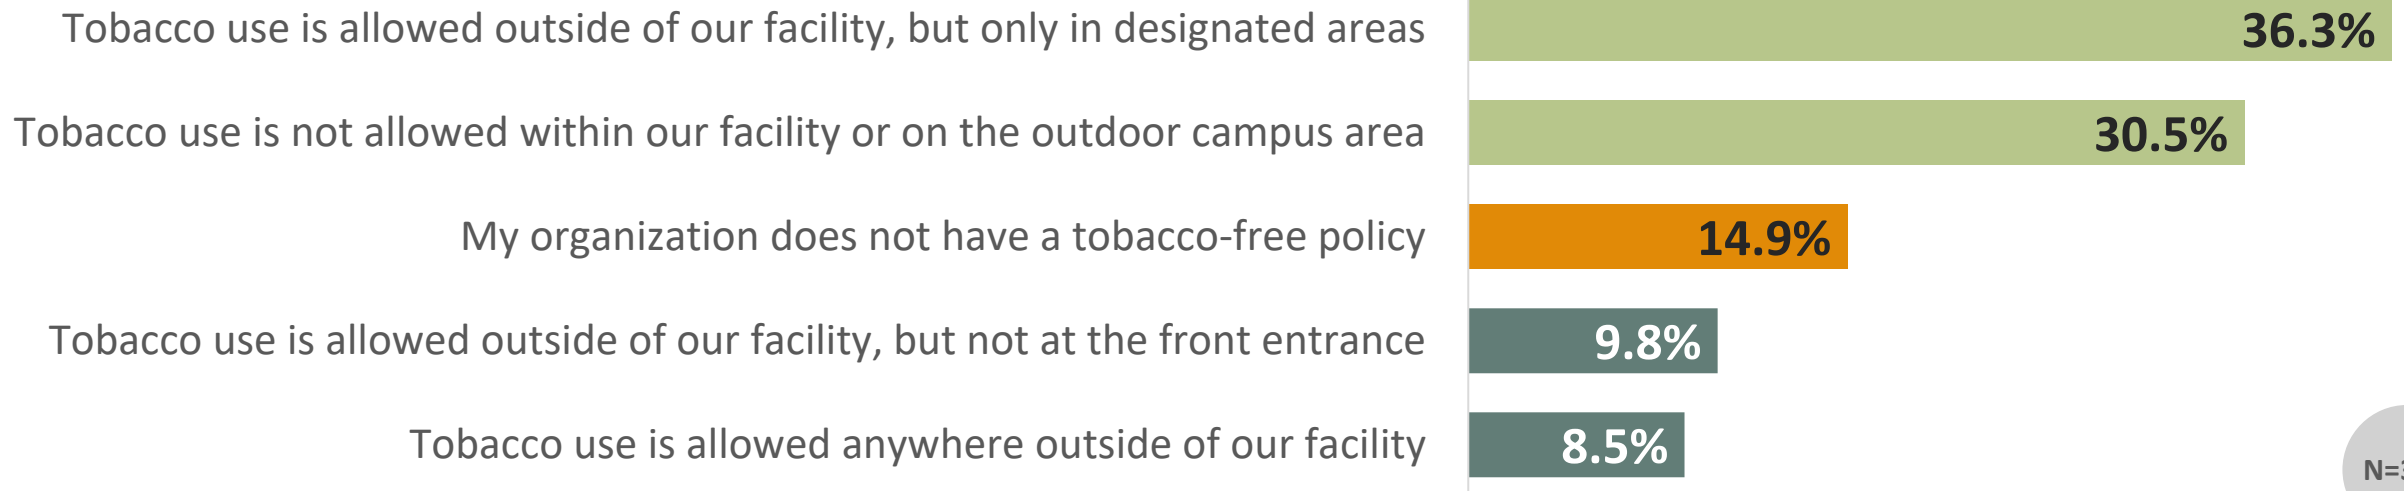 Tobacco use is allowed outside of our facility, but only in designated areas 36.3%
Tobacco use is not allowed within our facility or on the outdoor campus area 30.5%
My organization does not have a tobacco-free policy 14.9%
Tobacco use is allowed outside of our facility, but not at the front entrance 9.8%
Tobacco use is allowed anywhere outside of our facility 8.5%